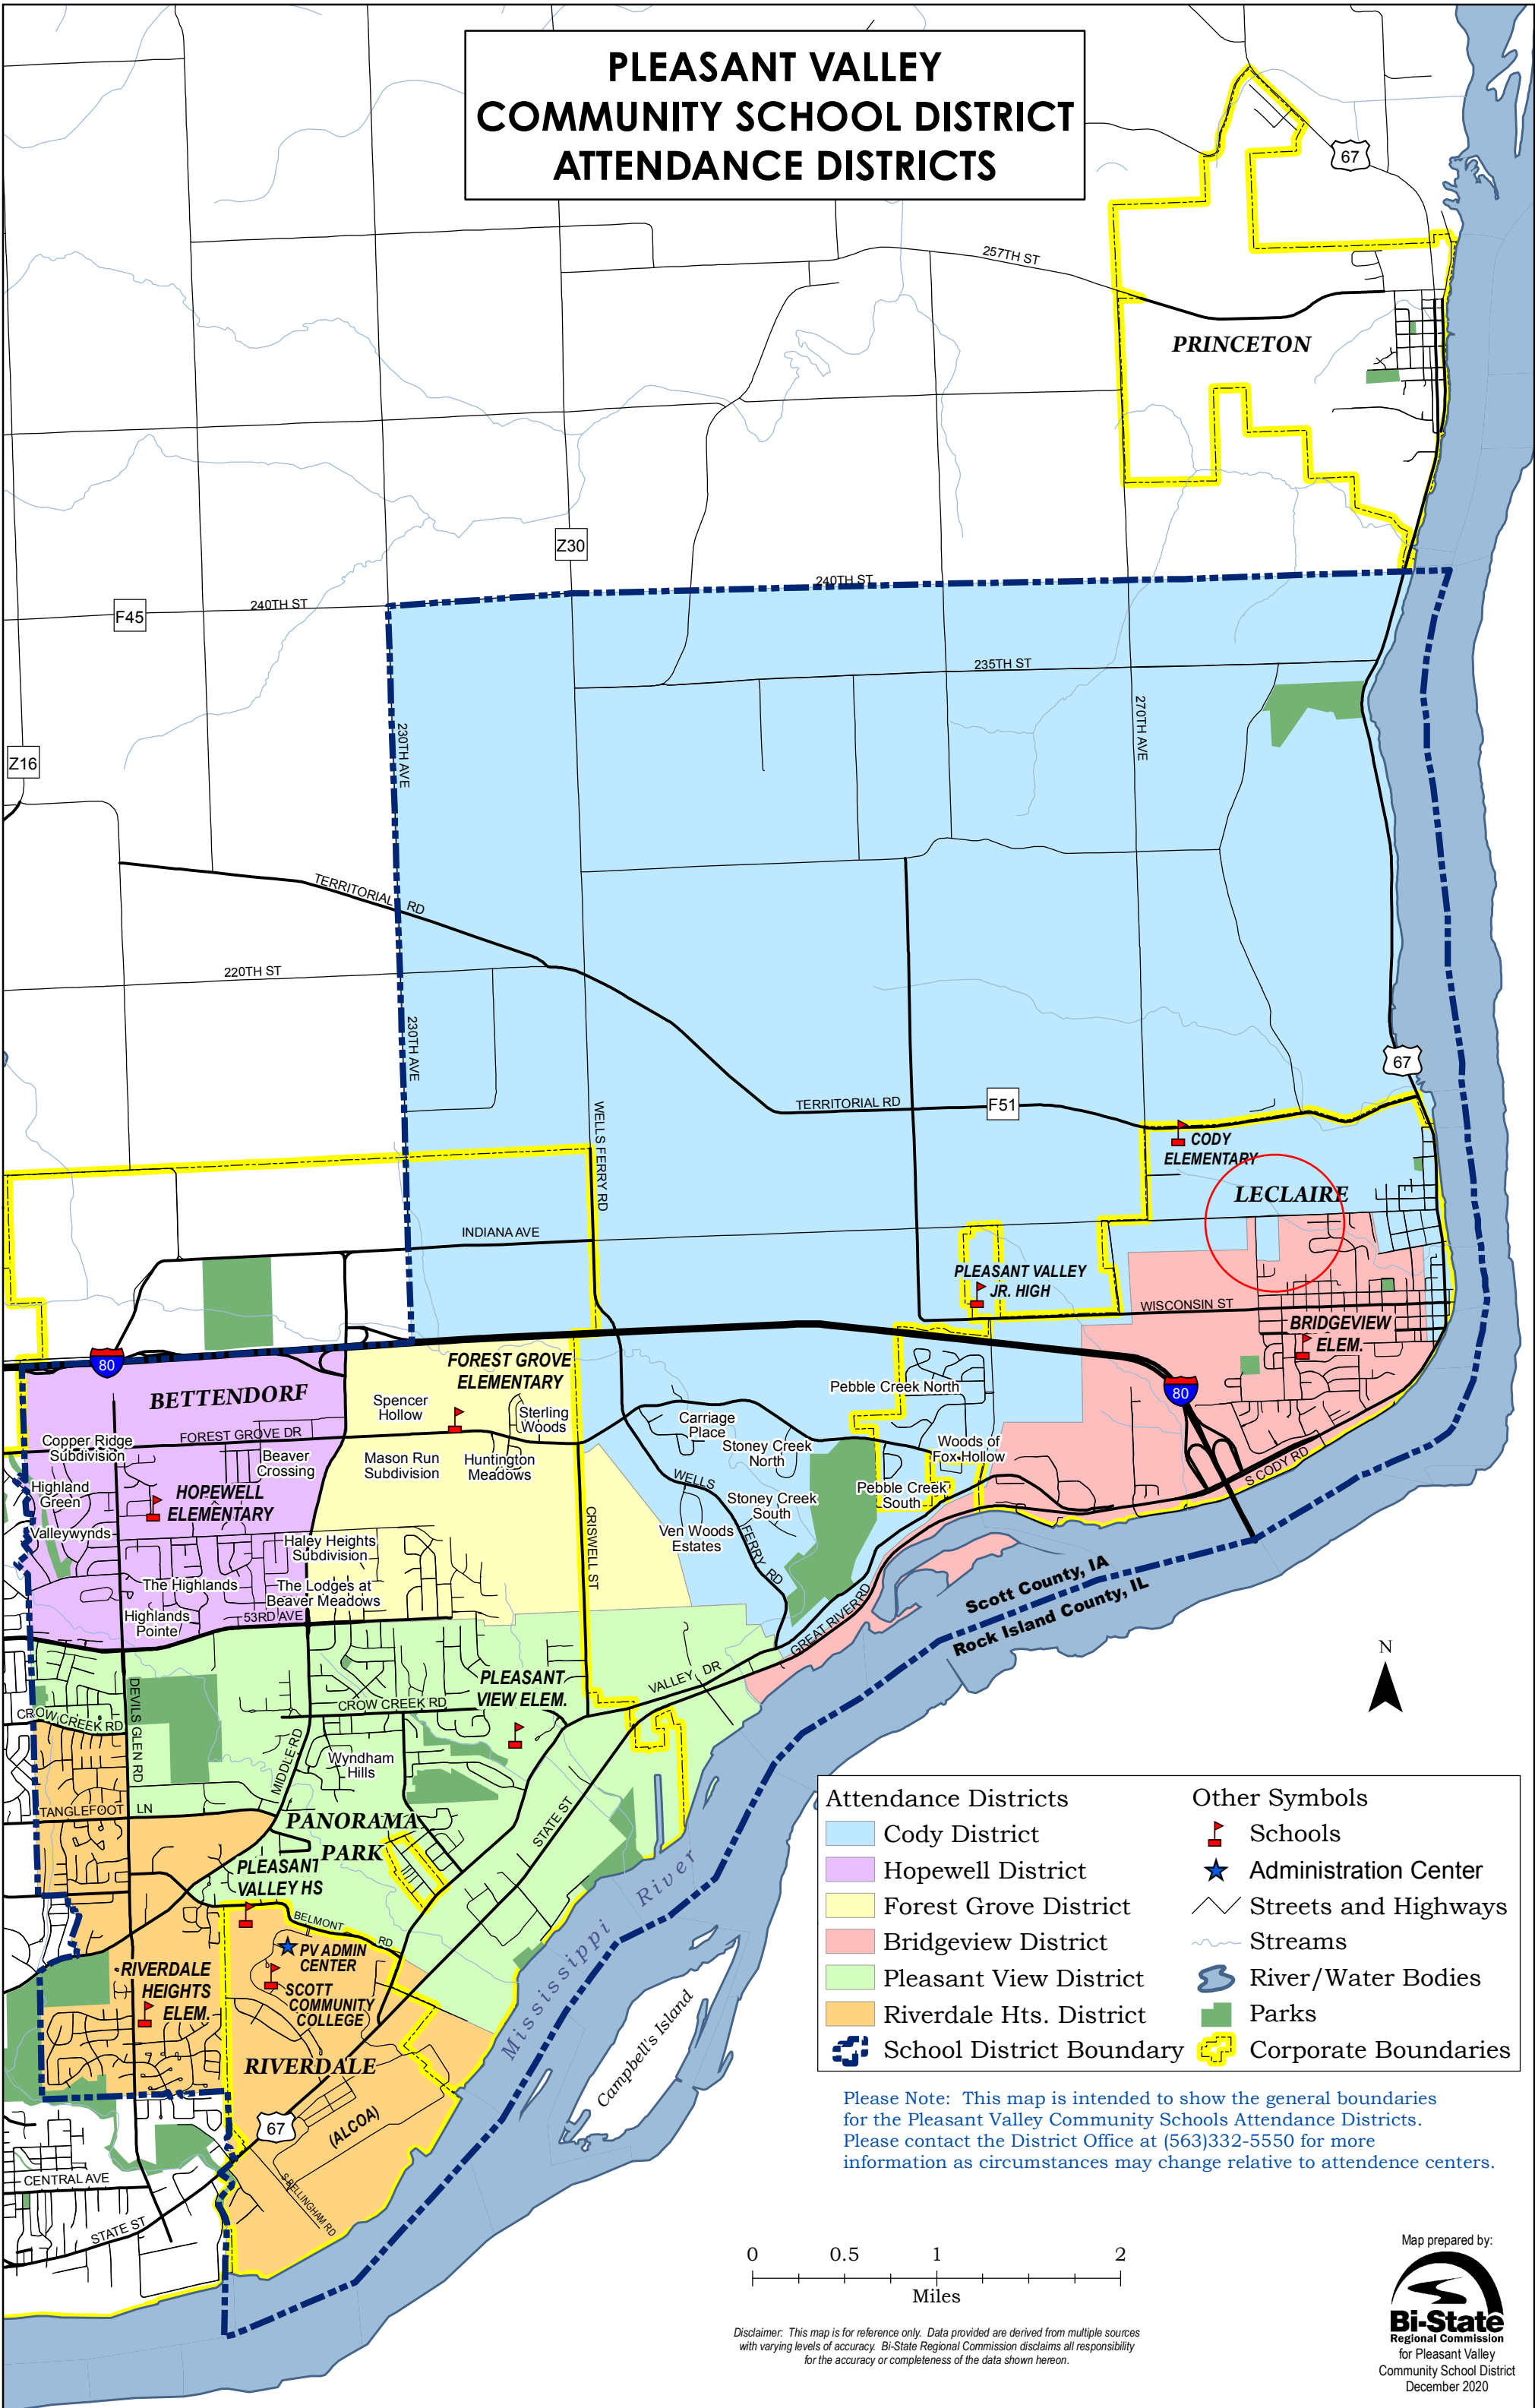 PLEASANT VALLEY
COMMUNITY SCHOOL DISTRICT
ATTENDANCE DISTRICTS
67
257TH ST
PRINCETON
Z30
240TH ST
240TH ST
F45
235TH ST
230TH AVE
270TH AVE
Z16
TERRITORIAL RD
220TH ST
230TH AVE
67
WELLS FERRY RD
TERRITORIAL RD
F51
CODY
ELEMENTARY
LECLAIRE
INDIANA AVE
PLEASANT VALLEY
JR. HIGH
WISCONSIN ST
BRIDGEVIEW
ELEM.
80
FOREST GROVE
ELEMENTARY
80
BETTENDORF
Spencer
Hollow
Sterling
Woods
Pebble Creek North
Carriage
Place
Copper Ridge
Subdivision
FOREST GROVE DR
Beaver
Crossing
Mason Run
Subdivision
Huntington
Meadows
Stoney Creek
North
Woods of
Fox Hollow
S CODY RD
Highland
Green
HOPEWELL
ELEMENTARY
WELLS
FERRY RD
Stoney Creek
South
Pebble Creek
South
Valleywynds
Haley Heights
Subdivision
CRISWELL ST
Ven Woods
Estates
The Highlands
The Lodges at
Beaver Meadows
Scott County, IA
Rock Island County, IL
Highlands
Pointe
53RD AVE
GREAT RIVER RD
N
DEVILS GLEN RD
PLEASANT
VIEW ELEM.
VALLEY DR
CROW CREEK RD
CROW CREEK RD
MIDDLE RD
Wyndham
Hills
TANGLEFOOT LN
PANORAMA
PARK
STATE ST
PLEASANT
VALLEY HS
BELMONT RD
PV ADMIN
CENTER
RIVERDALE
HEIGHTS
ELEM.
SCOTT
COMMUNITY
COLLEGE
Mississippi River
Campbell's Island
RIVERDALE
67
(ALCOA)
CENTRAL AVE
S BELLINGHAM RD
STATE ST
Attendance Districts
Cody District
Hopewell District
Forest Grove District
Bridgeview District
Pleasant View District
Riverdale Hts. District
School District Boundary
Other Symbols
Schools
Administration Center
Streets and Highways
Streams
River/Water Bodies
Parks
Corporate Boundaries
Please Note: This map is intended to show the general boundaries
for the Pleasant Valley Community Schools Attendance Districts.
Please contact the District Office at (563)332-5550 for more
information as circumstances may change relative to attendence centers.
0 0.5 1 2
Miles
Disclaimer: This map is for reference only. Data provided are derived from multiple sources
with varying levels of accuracy. Bi-State Regional Commission disclaims all responsibility
for the accuracy or completeness of the data shown hereon.
Map prepared by:
Bi-State
Regional Commission
for Pleasant Valley
Community School District
December 2020